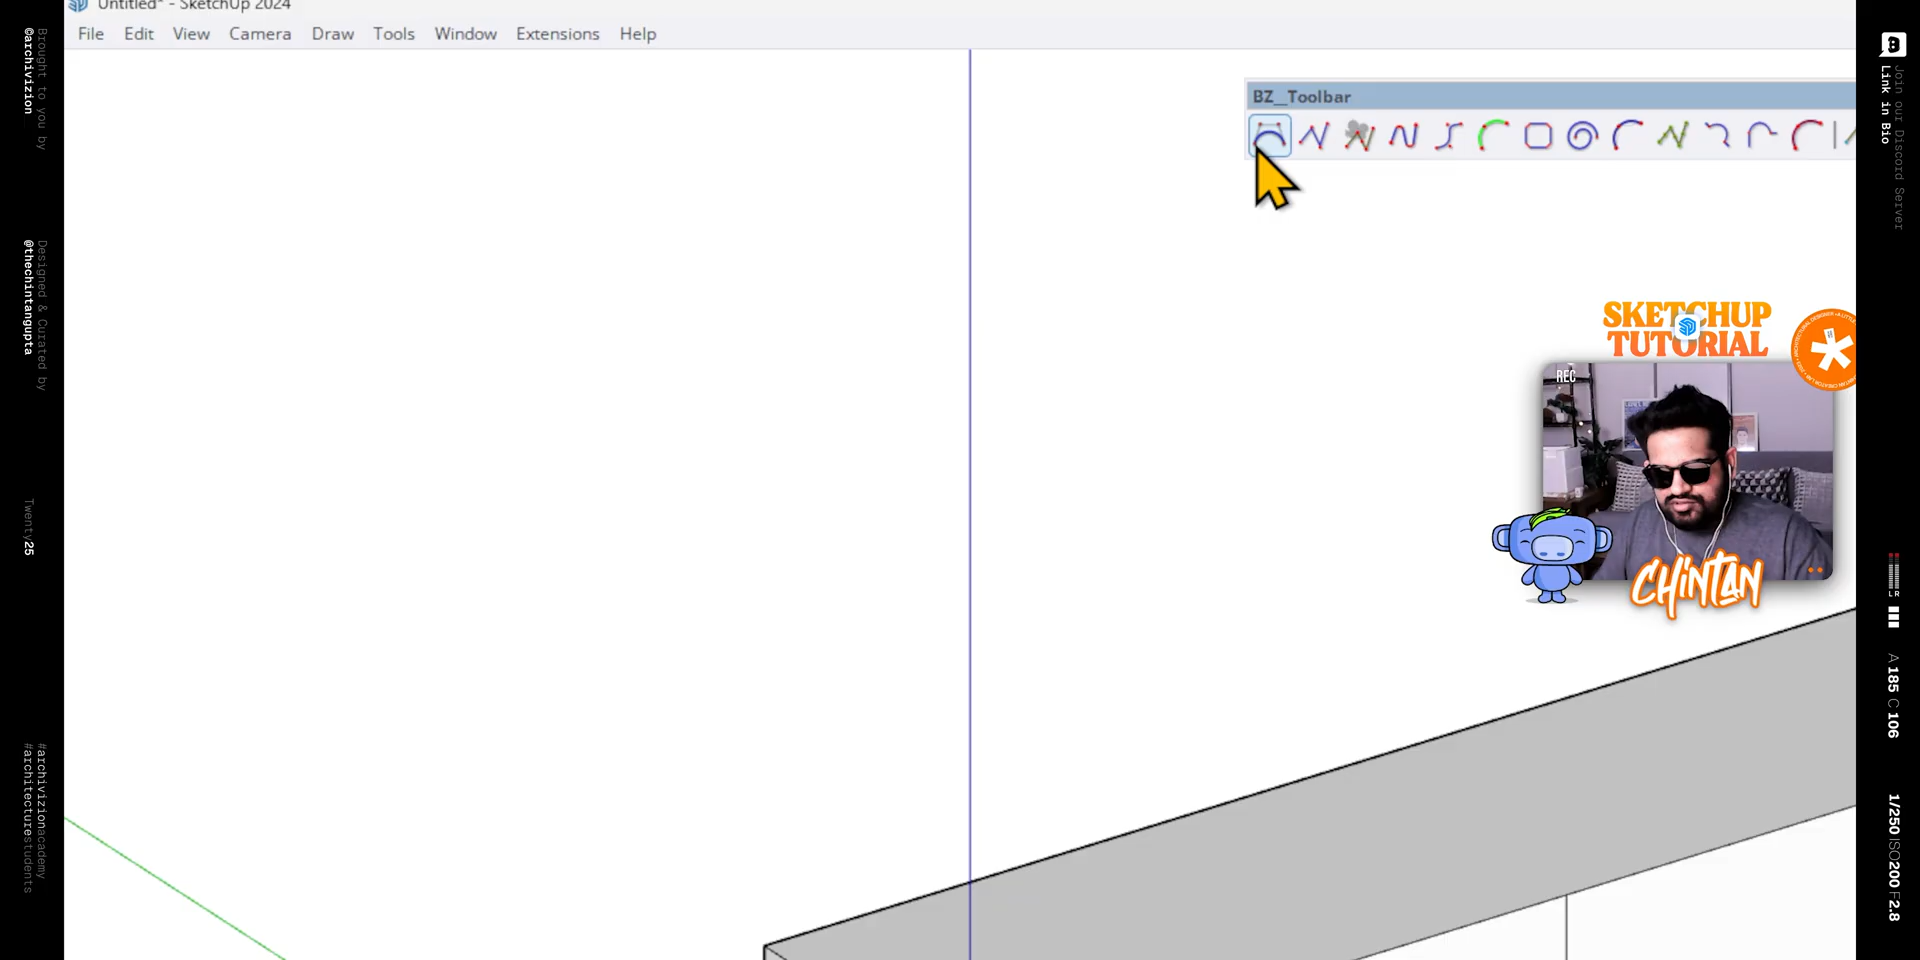 Untitled* - SketchUp 2024
File Edit View Camera Draw Tools Window Extensions Help
BZ__Toolbar
Brought to you by
@archivizion
Designed & Curated by
@thechintangupta
Twenty25
#archivizionacademy
#architecturestudents
SKETCHUP
TUTORIAL
REC
CHINTAN
Join our Discord Server
Link in Bio
L R
A 185 C 106
1/250 ISO200 F2.8